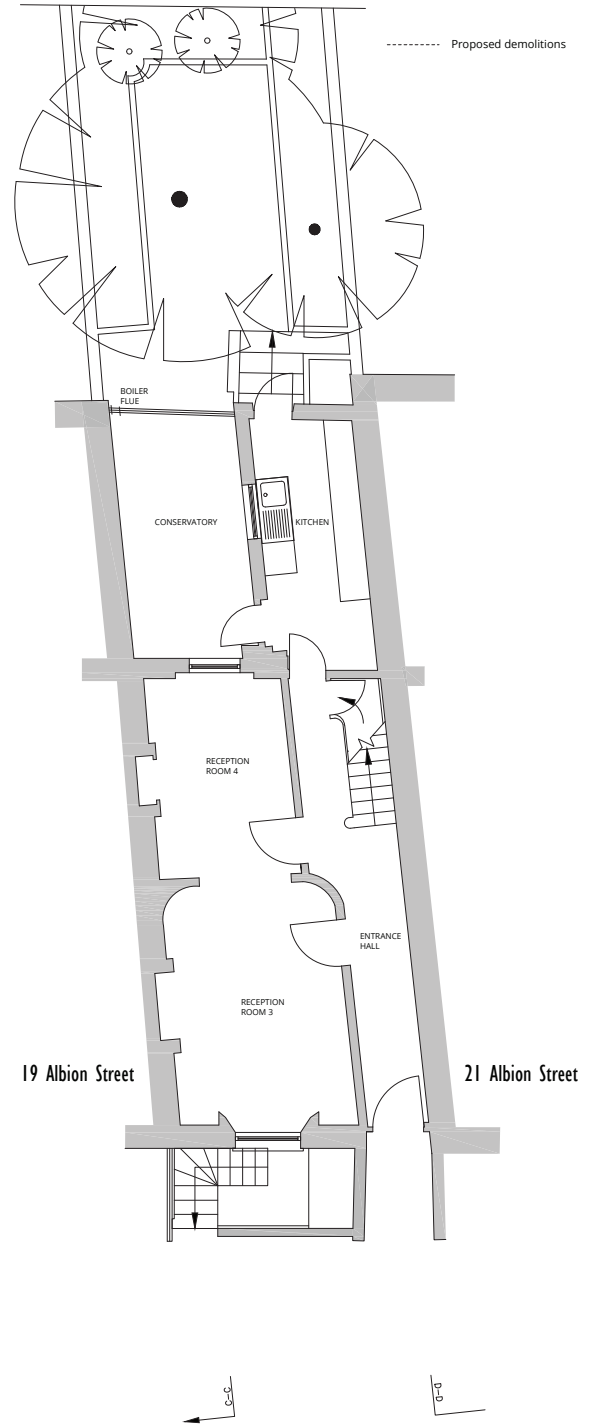 Proposed demolitions
BOILER
FLUE
CONSERVATORY
KITCHEN
RECEPTION
ROOM 4
ENTRANCE
HALL
RECEPTION
ROOM 3
19 Albion Street
21 Albion Street
C-C
D-D